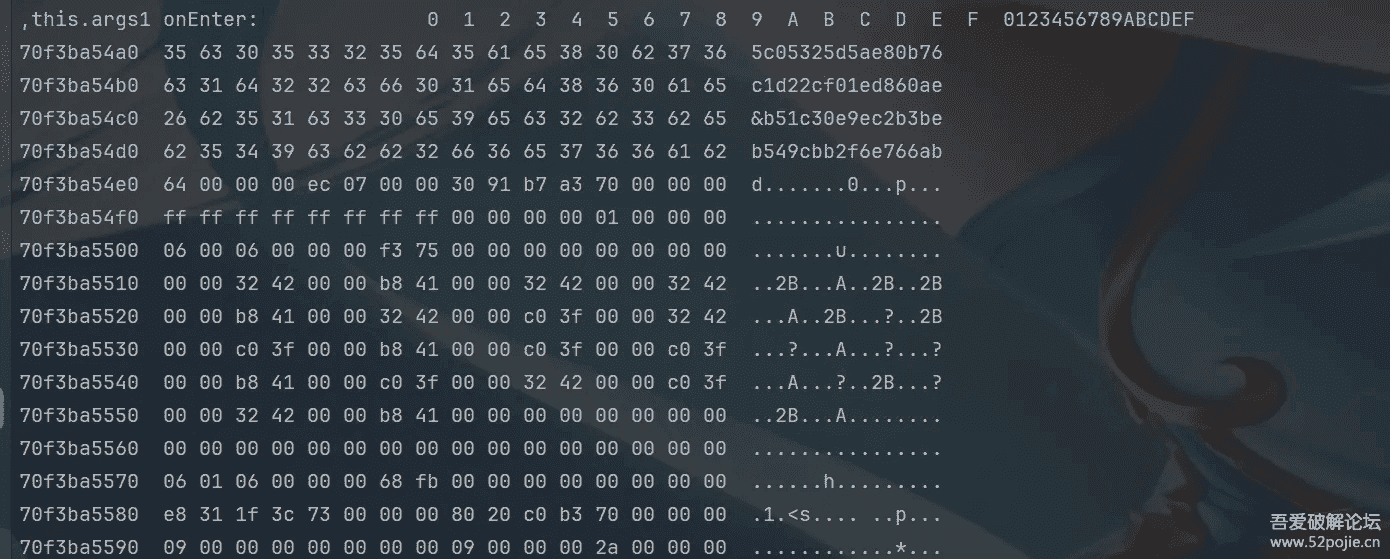 ,this.args1 onEnter:              0  1  2  3  4  5  6  7  8  9  A  B  C  D  E  F  0123456789ABCDEF
70f3ba54a0  35 63 30 35 33 32 35 64 35 61 65 38 30 62 37 36  5c05325d5ae80b76
70f3ba54b0  63 31 64 32 32 63 66 30 31 65 64 38 36 30 61 65  c1d22cf01ed860ae
70f3ba54c0  26 62 35 31 63 33 30 65 39 65 63 32 62 33 62 65  &b51c30e9ec2b3be
70f3ba54d0  62 35 34 39 63 62 62 32 66 36 65 37 36 36 61 62  b549cbb2f6e766ab
70f3ba54e0  64 00 00 00 ec 07 00 00 30 91 b7 a3 70 00 00 00  d.......0...p...
70f3ba54f0  ff ff ff ff ff ff ff ff 00 00 00 00 01 00 00 00  ................
70f3ba5500  06 00 06 00 00 00 f3 75 00 00 00 00 00 00 00 00  .......u........
70f3ba5510  00 00 32 42 00 00 b8 41 00 00 32 42 00 00 32 42  ..2B...A..2B..2B
70f3ba5520  00 00 b8 41 00 00 32 42 00 00 c0 3f 00 00 32 42  ...A..2B...?..2B
70f3ba5530  00 00 c0 3f 00 00 b8 41 00 00 c0 3f 00 00 c0 3f  ...?...A...?...?
70f3ba5540  00 00 b8 41 00 00 c0 3f 00 00 32 42 00 00 c0 3f  ...A...?..2B...?
70f3ba5550  00 00 32 42 00 00 b8 41 00 00 00 00 00 00 00 00  ..2B...A........
70f3ba5560  00 00 00 00 00 00 00 00 00 00 00 00 00 00 00 00  ................
70f3ba5570  06 01 06 00 00 00 68 fb 00 00 00 00 00 00 00 00  ......h.........
70f3ba5580  e8 31 1f 3c 73 00 00 00 80 20 c0 b3 70 00 00 00  .1.<s.... ..p...
70f3ba5590  09 00 00 00 00 00 00 00 09 00 00 00 2a 00 00 00  ............*...
吾爱破解论坛
www.52pojie.cn